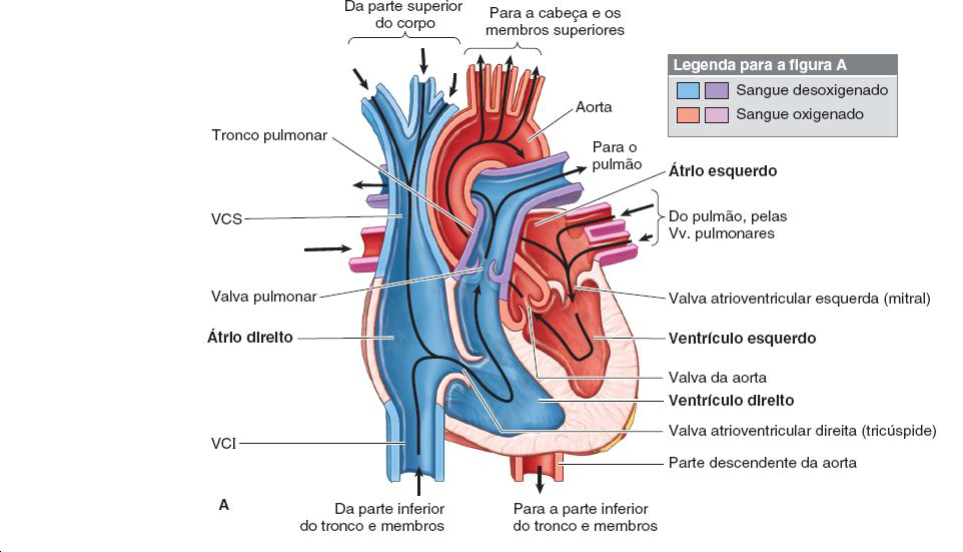 Da parte superior
do corpo
Para a cabeça e os
membros superiores
Legenda para a figura A
Sangue desoxigenado
Sangue oxigenado
Aorta
Tronco pulmonar
Para o
pulmão
Átrio esquerdo
VCS
Do pulmão, pelas
Vv. pulmonares
Valva pulmonar
Valva atrioventricular esquerda (mitral)
Átrio direito
Ventrículo esquerdo
Valva da aorta
Ventrículo direito
Valva atrioventricular direita (tricúspide)
VCI
Parte descendente da aorta
A
Da parte inferior
do tronco e membros
Para a parte inferior
do tronco e membros